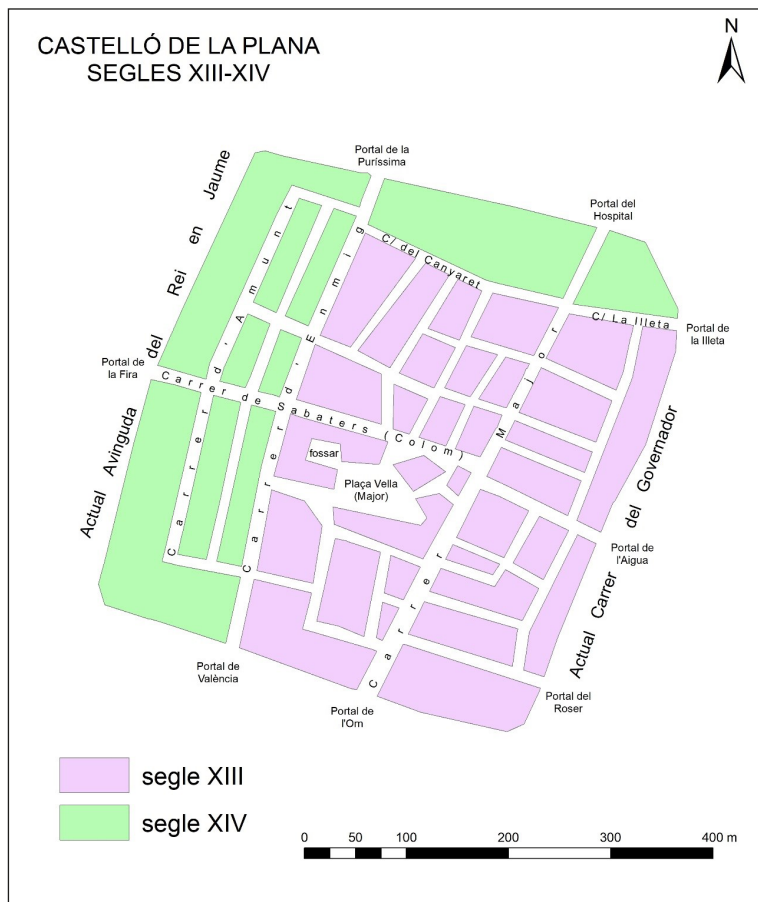 CASTELLÓ DE LA PLANA
SEGLES XIII-XIV
N
Portal de la
Puríssima
Portal del
Hospital
Actual Avinguda del Rei en Jaume
C/ del Canyaret
C/ La Illeta
Portal de
la Illeta
Carrer d'Amunt
Carrer d'Enmig
Carrer Major
Portal de
la Fira
Carrer de Sabaters (Colom)
fossar
Plaça Vella
(Major)
Actual Carrer del Governador
Portal de
l'Aigua
Portal de
València
Portal de
l'Om
Portal del
Roser
segle XIII
segle XIV
0 50 100 200 300 400 m